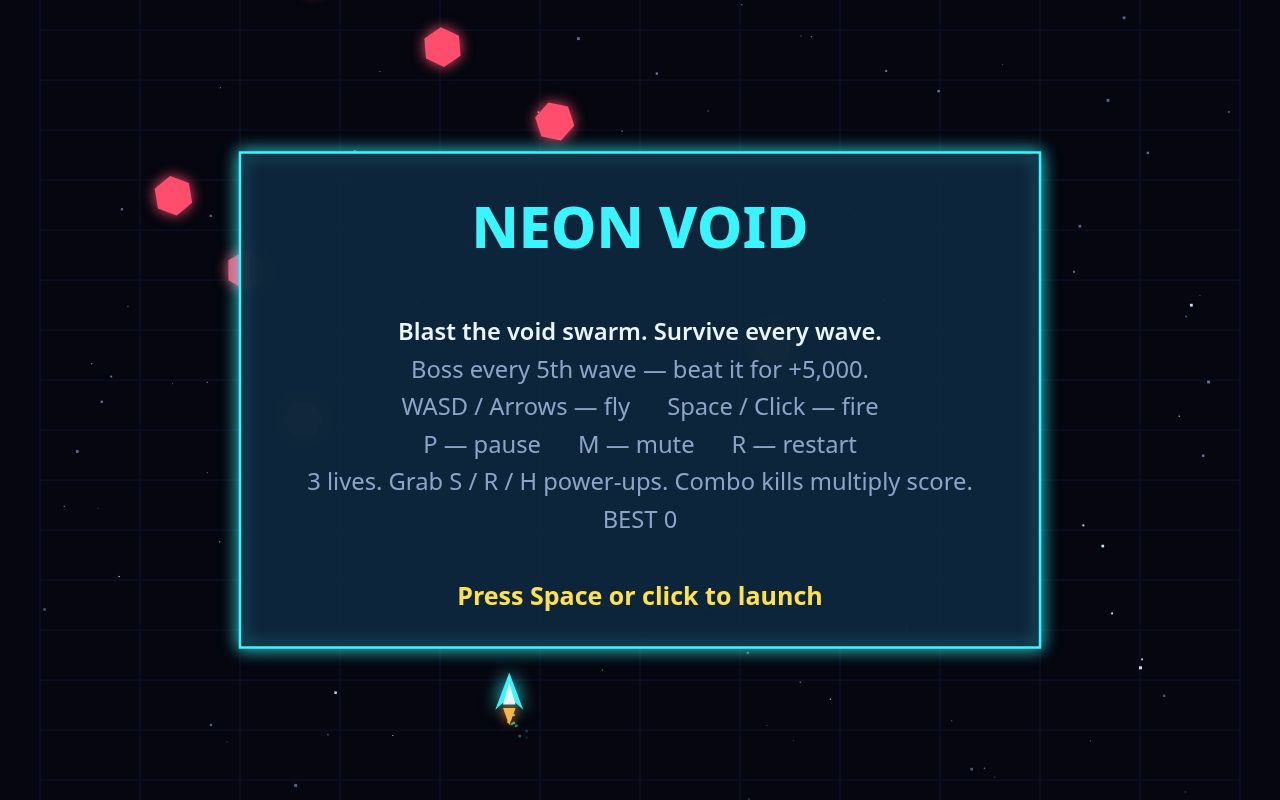 NEON VOID
Blast the void swarm. Survive every wave.
Boss every 5th wave — beat it for +5,000.
WASD / Arrows — fly Space / Click — fire
P — pause M — mute R — restart
3 lives. Grab S / R / H power-ups. Combo kills multiply score.
BEST 0
Press Space or click to launch